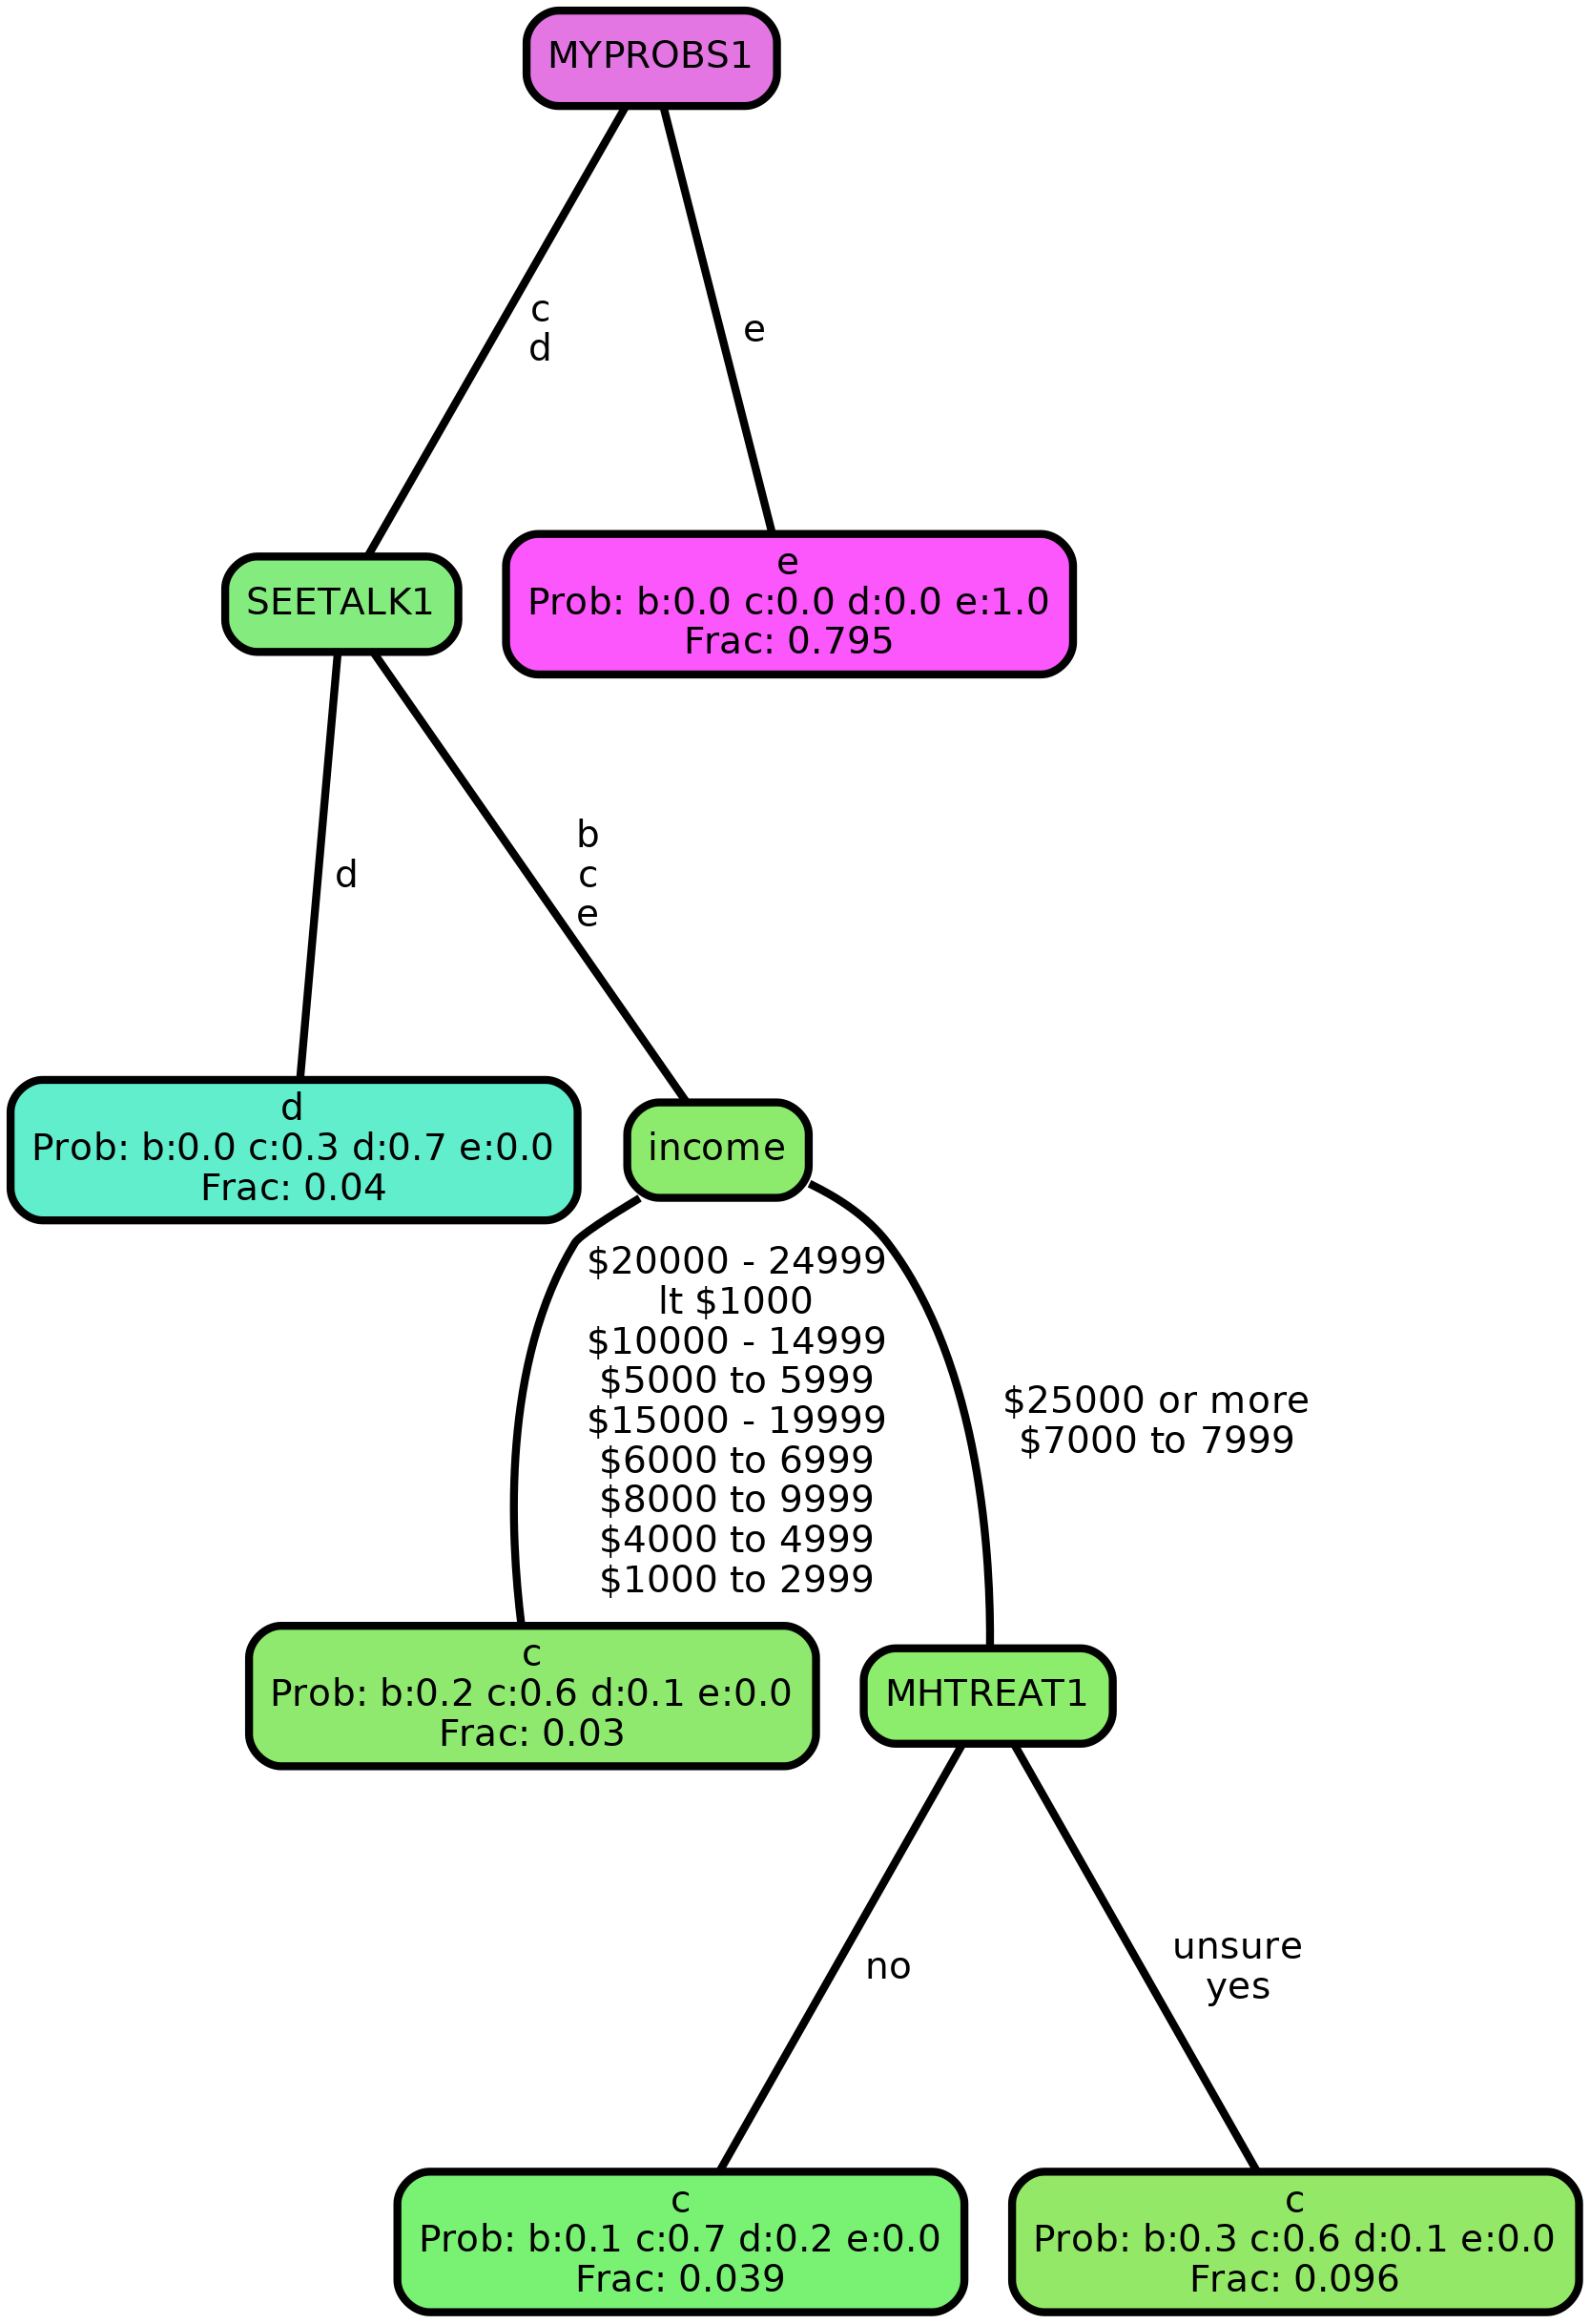 MYPROBS1
c
d
e
SEETALK1
e
Prob: b:0.0 c:0.0 d:0.0 e:1.0
Frac: 0.795
d
b
c
e
d
Prob: b:0.0 c:0.3 d:0.7 e:0.0
Frac: 0.04
income
$20000 - 24999
lt $1000
$10000 - 14999
$5000 to 5999
$15000 - 19999
$6000 to 6999
$8000 to 9999
$4000 to 4999
$1000 to 2999
$25000 or more
$7000 to 7999
c
Prob: b:0.2 c:0.6 d:0.1 e:0.0
Frac: 0.03
MHTREAT1
no
unsure
yes
c
Prob: b:0.1 c:0.7 d:0.2 e:0.0
Frac: 0.039
c
Prob: b:0.3 c:0.6 d:0.1 e:0.0
Frac: 0.096